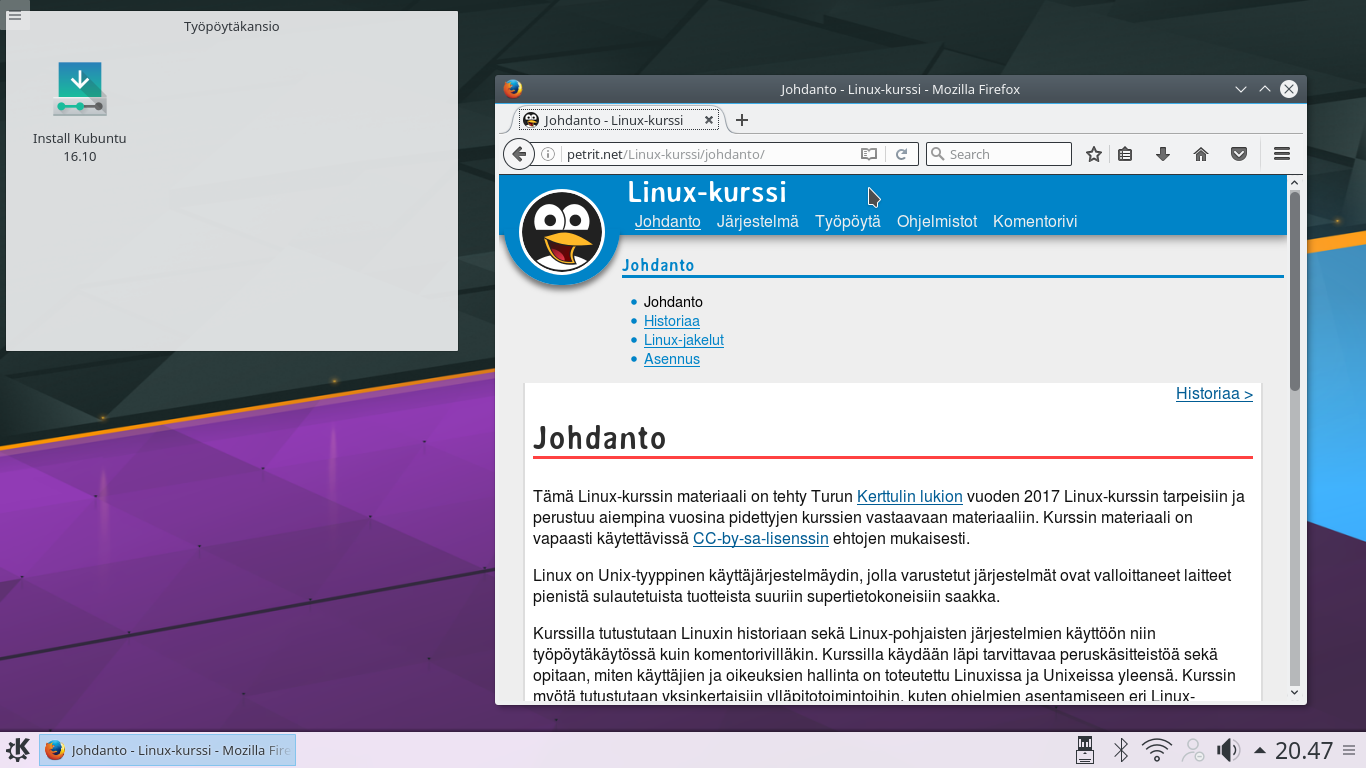 Työpöytäkansio
Install Kubuntu
16.10
Johdanto - Linux-kurssi - Mozilla Firefox
Johdanto - Linux-kurssi
petrit.net/Linux-kurssi/johdanto/
Search
Linux-kurssi
Johdanto Järjestelmä Työpöytä Ohjelmistot Komentorivi
Johdanto
Johdanto
Historiaa
Linux-jakelut
Asennus
Historiaa >
Johdanto
Tämä Linux-kurssin materiaali on tehty Turun Kerttulin lukion vuoden 2017 Linux-kurssin tarpeisiin ja
perustuu aiempina vuosina pidettyjen kurssien vastaavaan materiaaliin. Kurssin materiaali on
vapaasti käytettävissä CC-by-sa-lisenssin ehtojen mukaisesti.
Linux on Unix-tyyppinen käyttäjärjestelmäydin, jolla varustetut järjestelmät ovat valloittaneet laitteet
pienistä sulautetuista tuotteista suuriin supertietokoneisiin saakka.
Kurssilla tutustutaan Linuxin historiaan sekä Linux-pohjaisten järjestelmien käyttöön niin
työpöytäkäytössä kuin komentorivilläkin. Kurssilla käydään läpi tarvittavaa peruskäsitteistöä sekä
opitaan, miten käyttäjien ja oikeuksien hallinta on toteutettu Linuxissa ja Unixeissa yleensä. Kurssin
myötä tutustutaan yksinkertaisiin ylläpitotoimintoihin, kuten ohjelmien asentamiseen eri Linux-
Johdanto - Linux-kurssi - Mozilla Fire
20.47